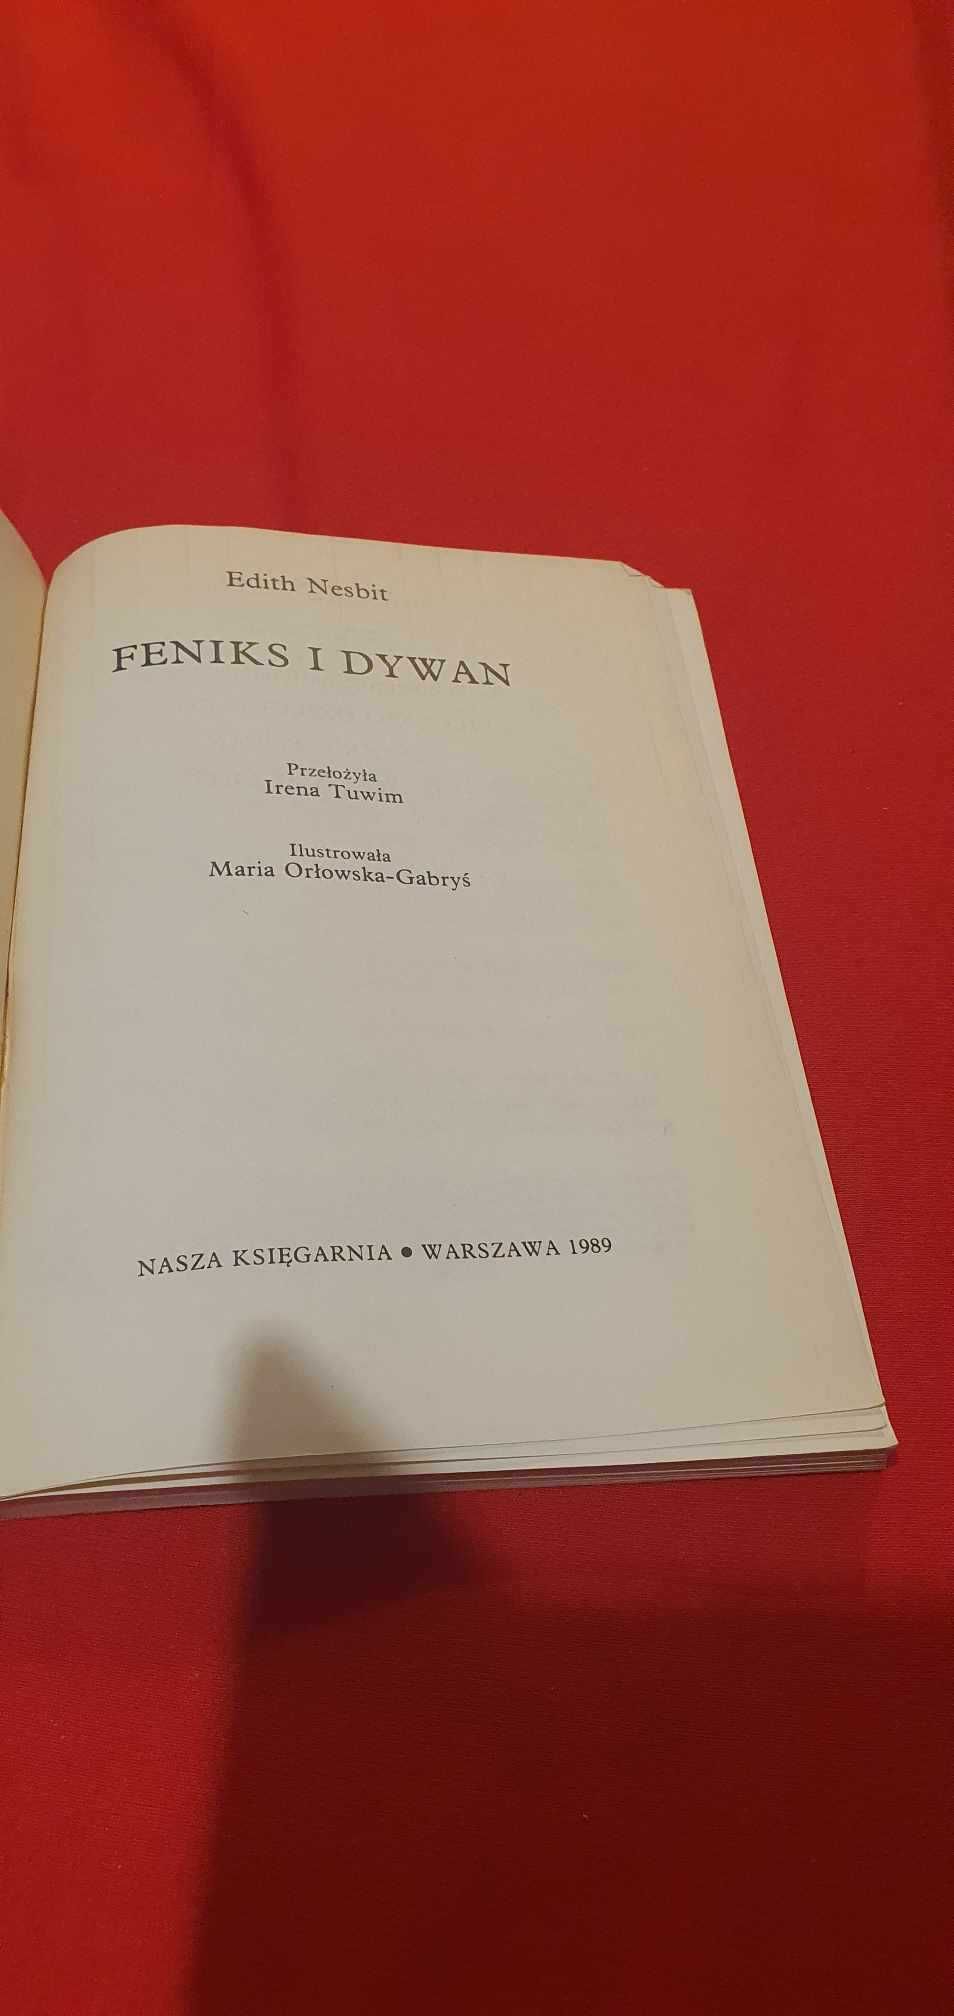 Edith Nesbit
FENIKS I DYWAN
Przełożyła
Irena Tuwim
Ilustrowała
Maria Orłowska-Gabryś
NASZA KSIĘGARNIA ● WARSZAWA 1989